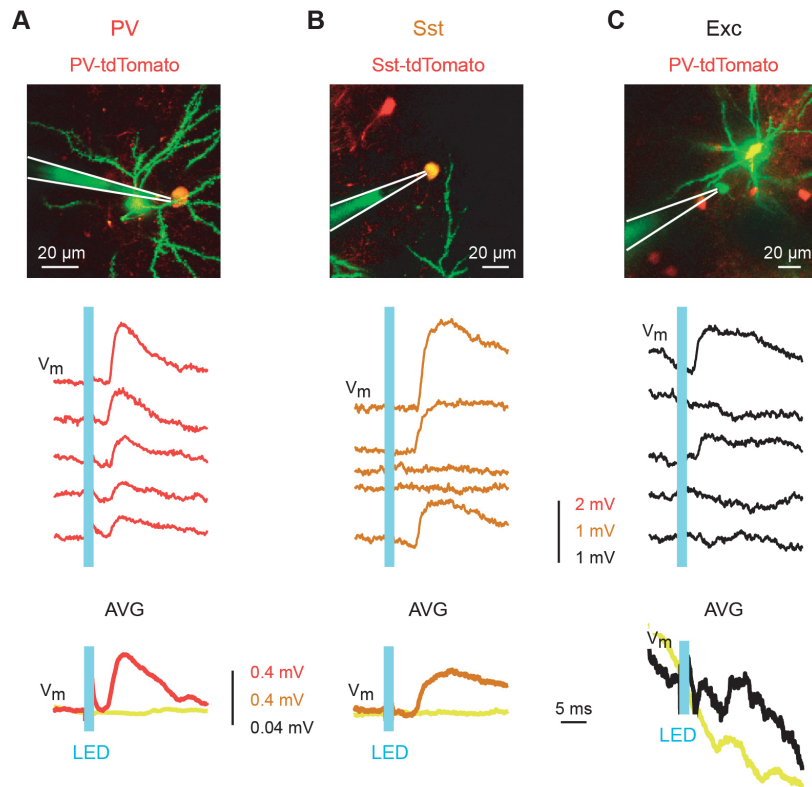 A
PV
PV-tdTomato
20 µm
B
Sst
Sst-tdTomato
20 µm
C
Exc
PV-tdTomato
20 µm
Vm
Vm
Vm
2 mV
1 mV
1 mV
AVG
Vm
LED
0.4 mV
0.4 mV
0.04 mV
AVG
Vm
LED
5 ms
AVG
Vm
LED